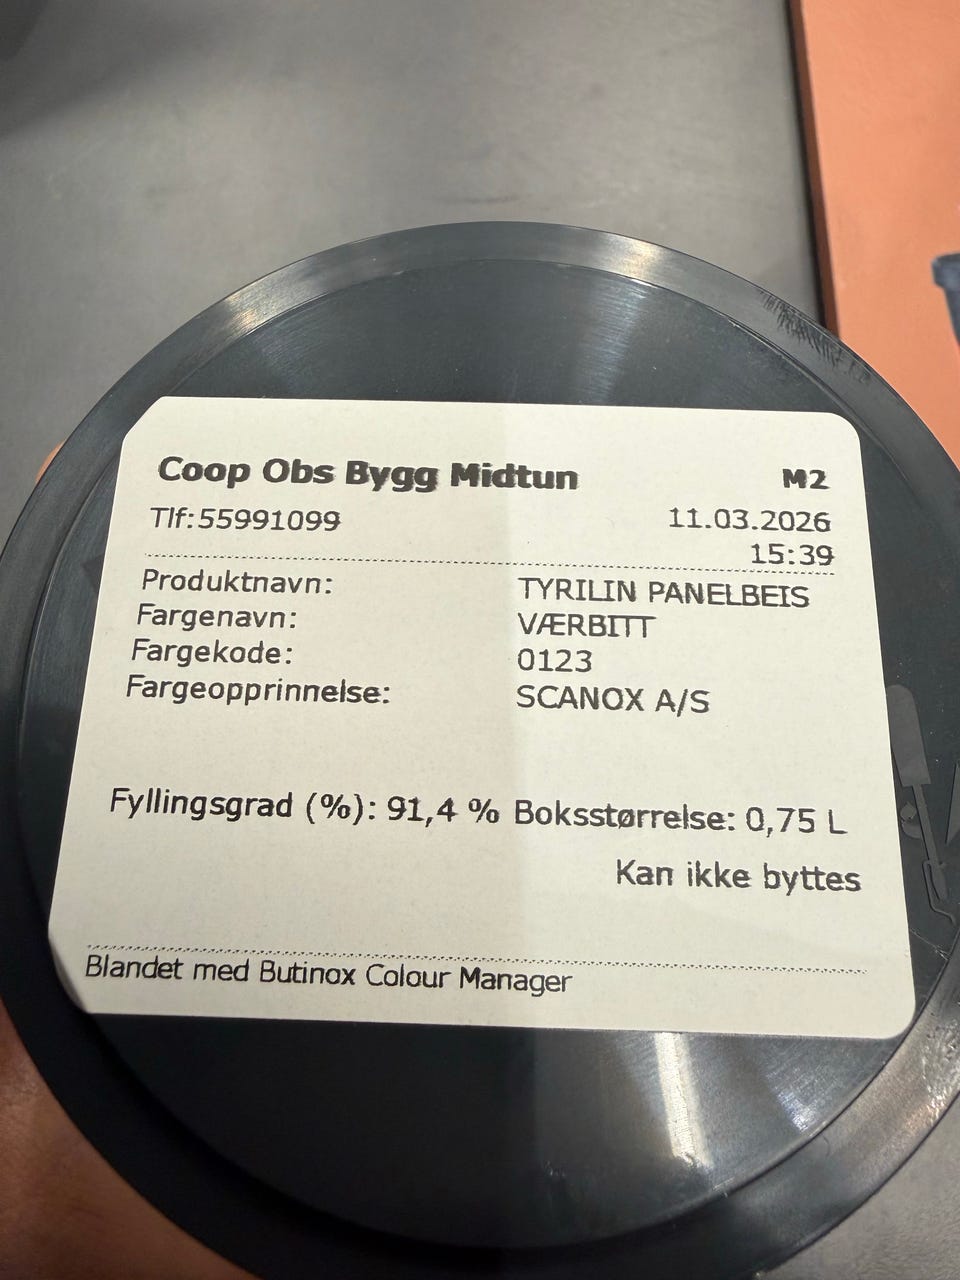 Coop Obs Bygg Midtun M2
Tlf:55991099 11.03.2026
15:39
Produktnavn: TYRILIN PANELBEIS
Fargenavn: VÆRBITT
Fargekode: 0123
Fargeopprinnelse: SCANOX A/S
Fyllingsgrad (%): 91,4 % Boksstørrelse: 0,75 L
Kan ikke byttes
Blandet med Butinox Colour Manager